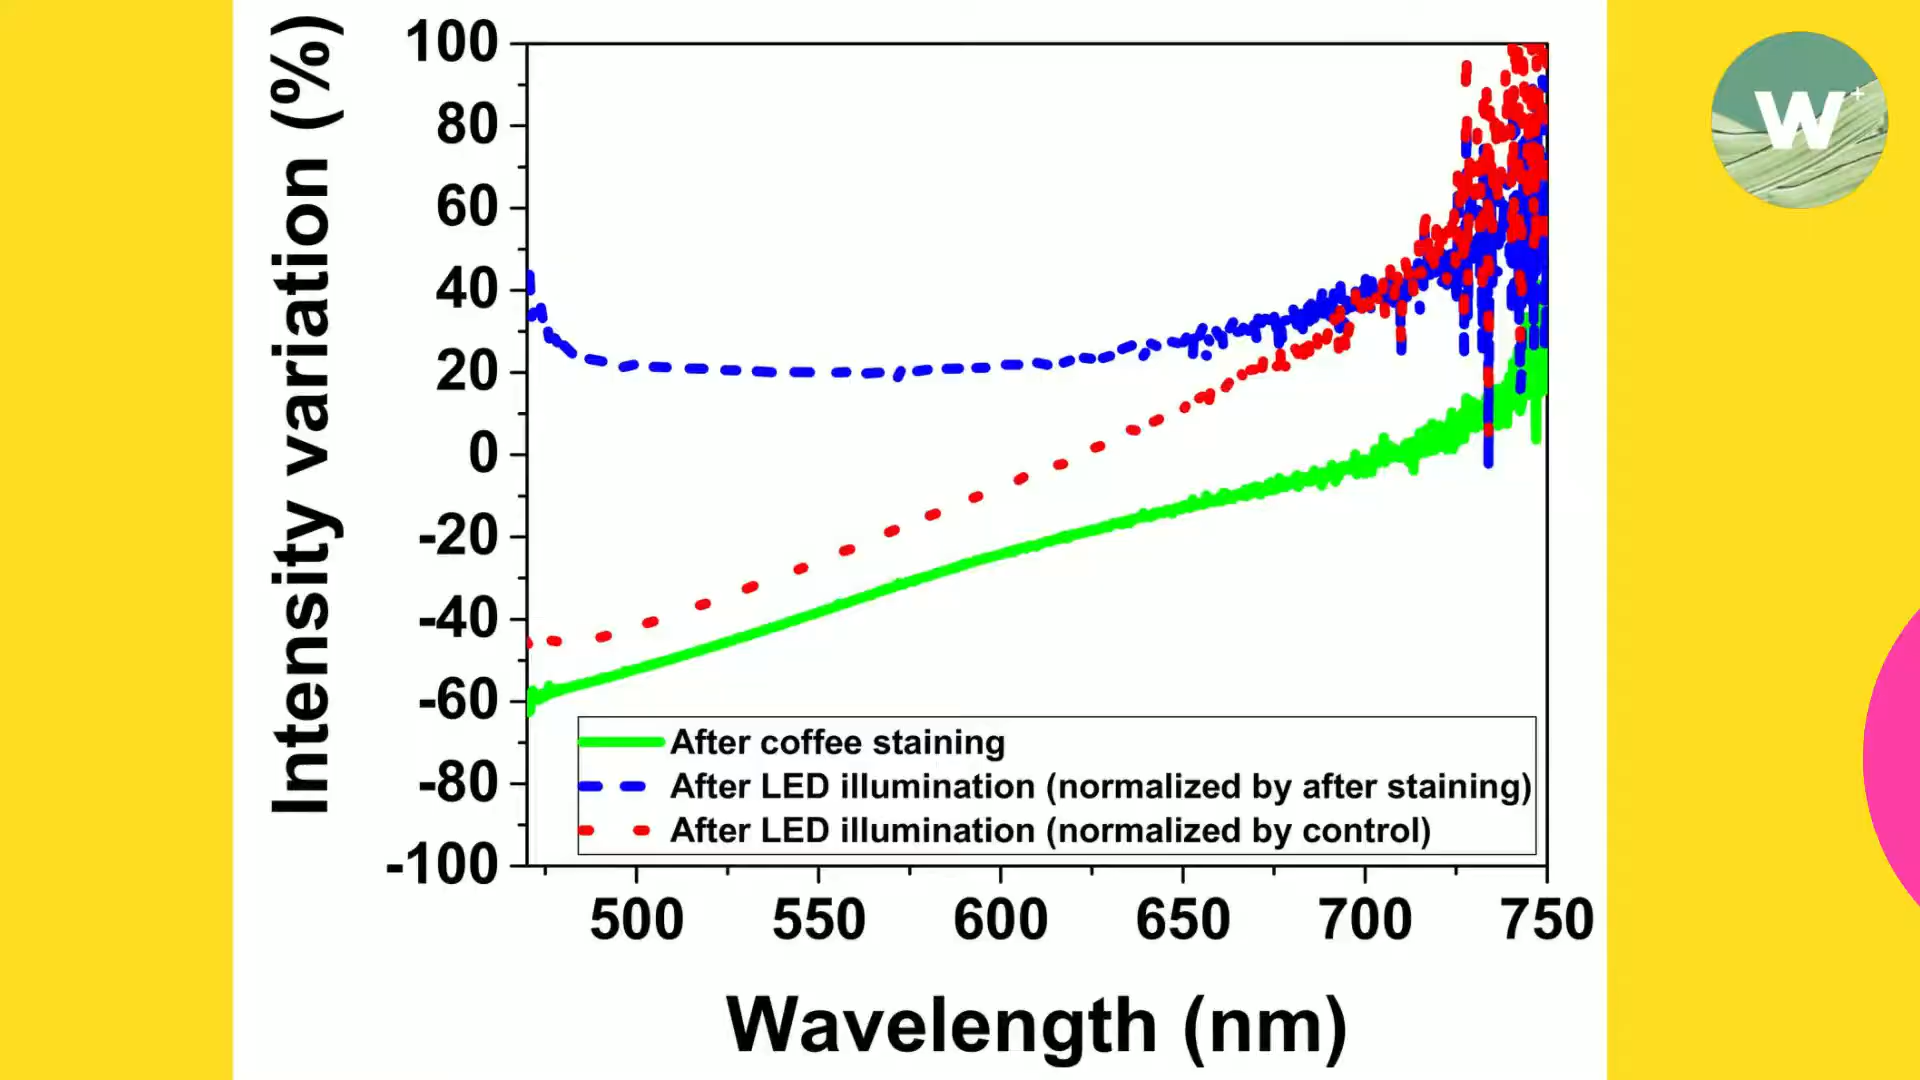 Intensity variation (%)
100
80
60
40
20
0
-20
-40
-60
-80
-100
After coffee staining
After LED illumination (normalized by after staining)
After LED illumination (normalized by control)
500 550 600 650 700 750
Wavelength (nm)
W+